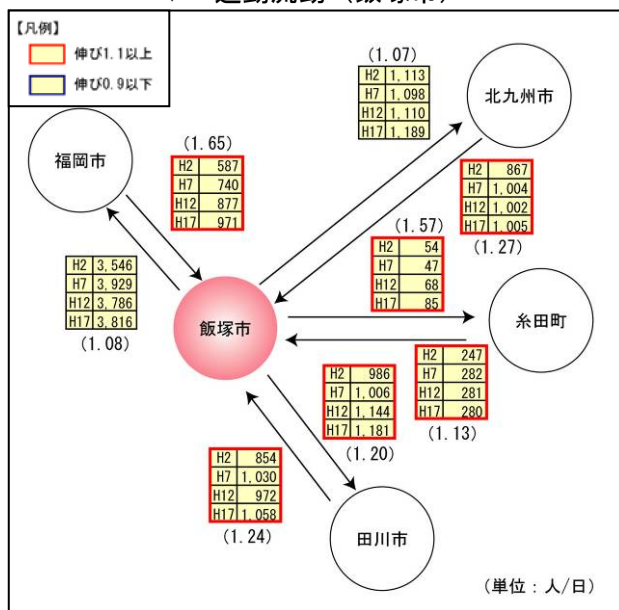 通勤流動（飯塚市）
【凡例】
伸び1.1以上
伸び0.9以下
(1.07)
H2 1,113
H7 1,098
H12 1,110
H17 1,189
北九州市
福岡市
(1.65)
H2 587
H7 740
H12 877
H17 971
H2 867
H7 1,004
H12 1,002
H17 1,005
(1.27)
(1.57)
H2 54
H7 47
H12 68
H17 85
H2 3,546
H7 3,929
H12 3,786
H17 3,816
(1.08)
飯塚市
糸田町
H2 247
H7 282
H12 281
H17 280
(1.13)
H2 986
H7 1,006
H12 1,144
H17 1,181
(1.20)
H2 854
H7 1,030
H12 972
H17 1,058
(1.24)
田川市
(単位：人/日)